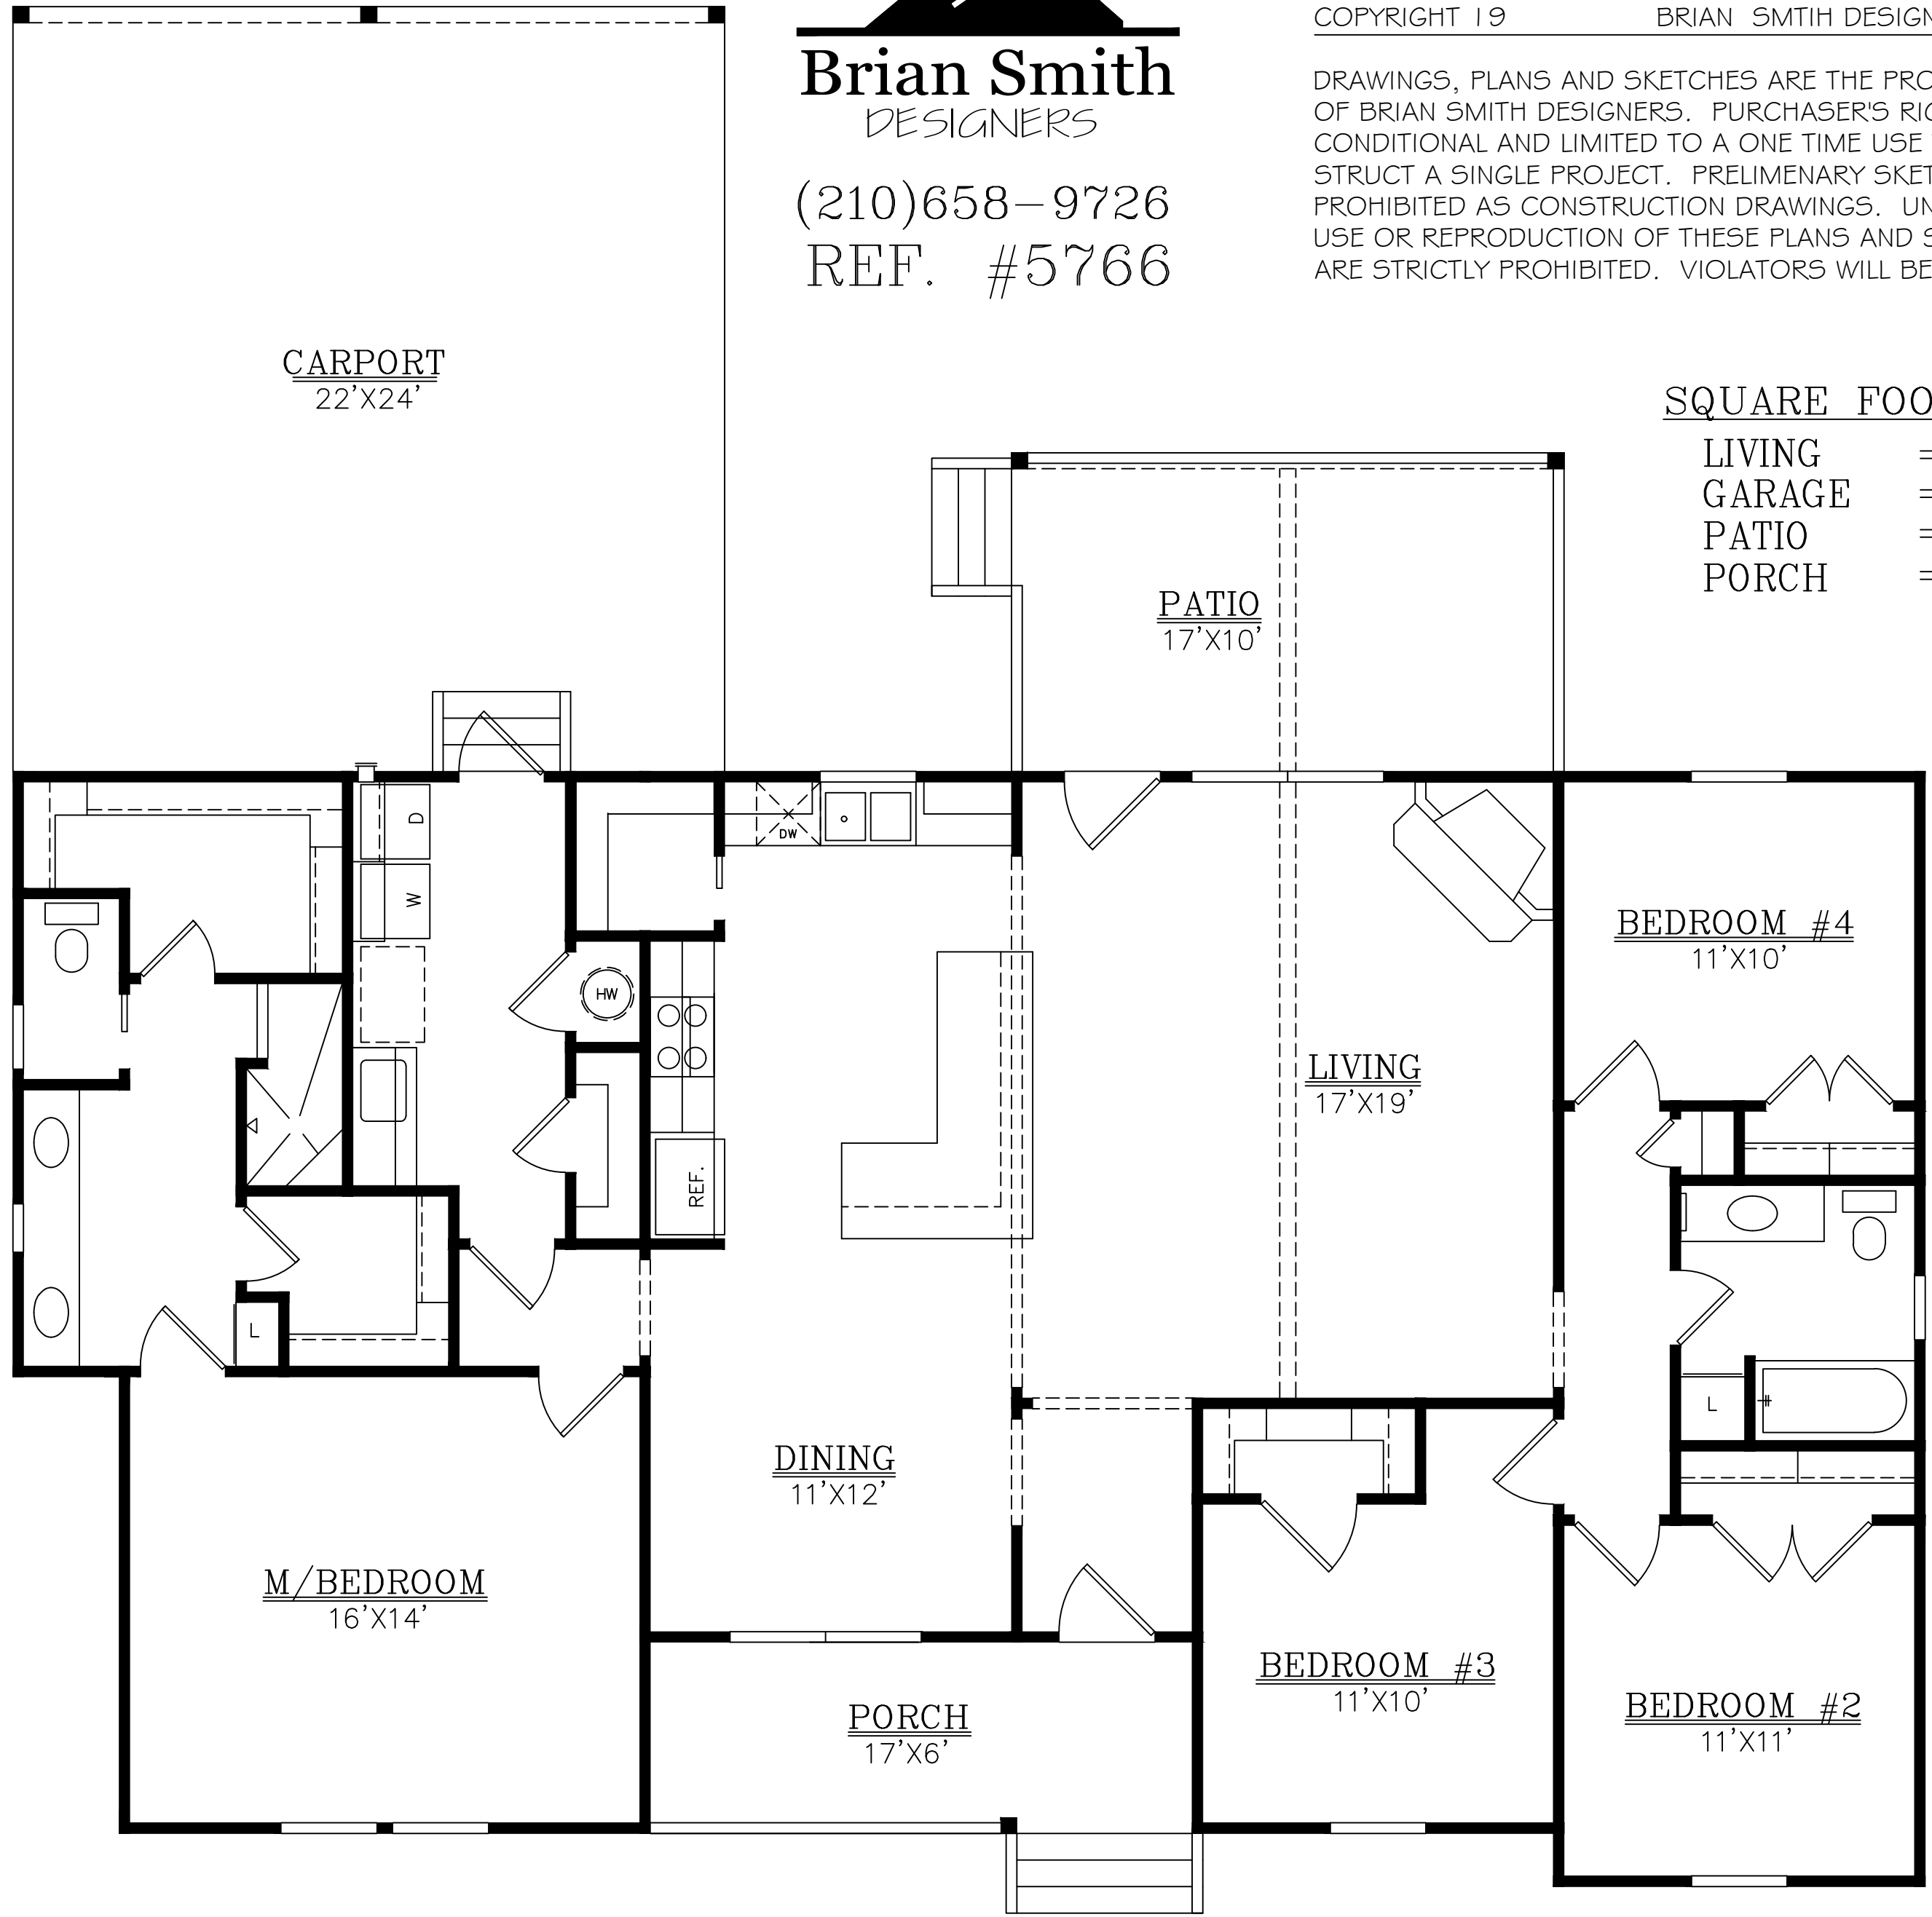 Brian Smith
DESIGNERS
(210)658-9726
REF. #5766
COPYRIGHT 19 BRIAN SMTIH DESIGN
DRAWINGS, PLANS AND SKETCHES ARE THE PRO
OF BRIAN SMITH DESIGNERS. PURCHASER'S RIG
CONDITIONAL AND LIMITED TO A ONE TIME USE
STRUCT A SINGLE PROJECT. PRELIMENARY SKET
PROHIBITED AS CONSTRUCTION DRAWINGS. UN
USE OR REPRODUCTION OF THESE PLANS AND S
ARE STRICTLY PROHIBITED. VIOLATORS WILL BE
CARPORT
22'X24'
SQUARE FOO
LIVING =
GARAGE =
PATIO =
PORCH =
PATIO
17'X10'
D
W
DW
HW
REF.
BEDROOM #4
11'X10'
LIVING
17'X19'
L
L
DINING
11'X12'
M/BEDROOM
16'X14'
BEDROOM #3
11'X10'
BEDROOM #2
11'X11'
PORCH
17'X6'